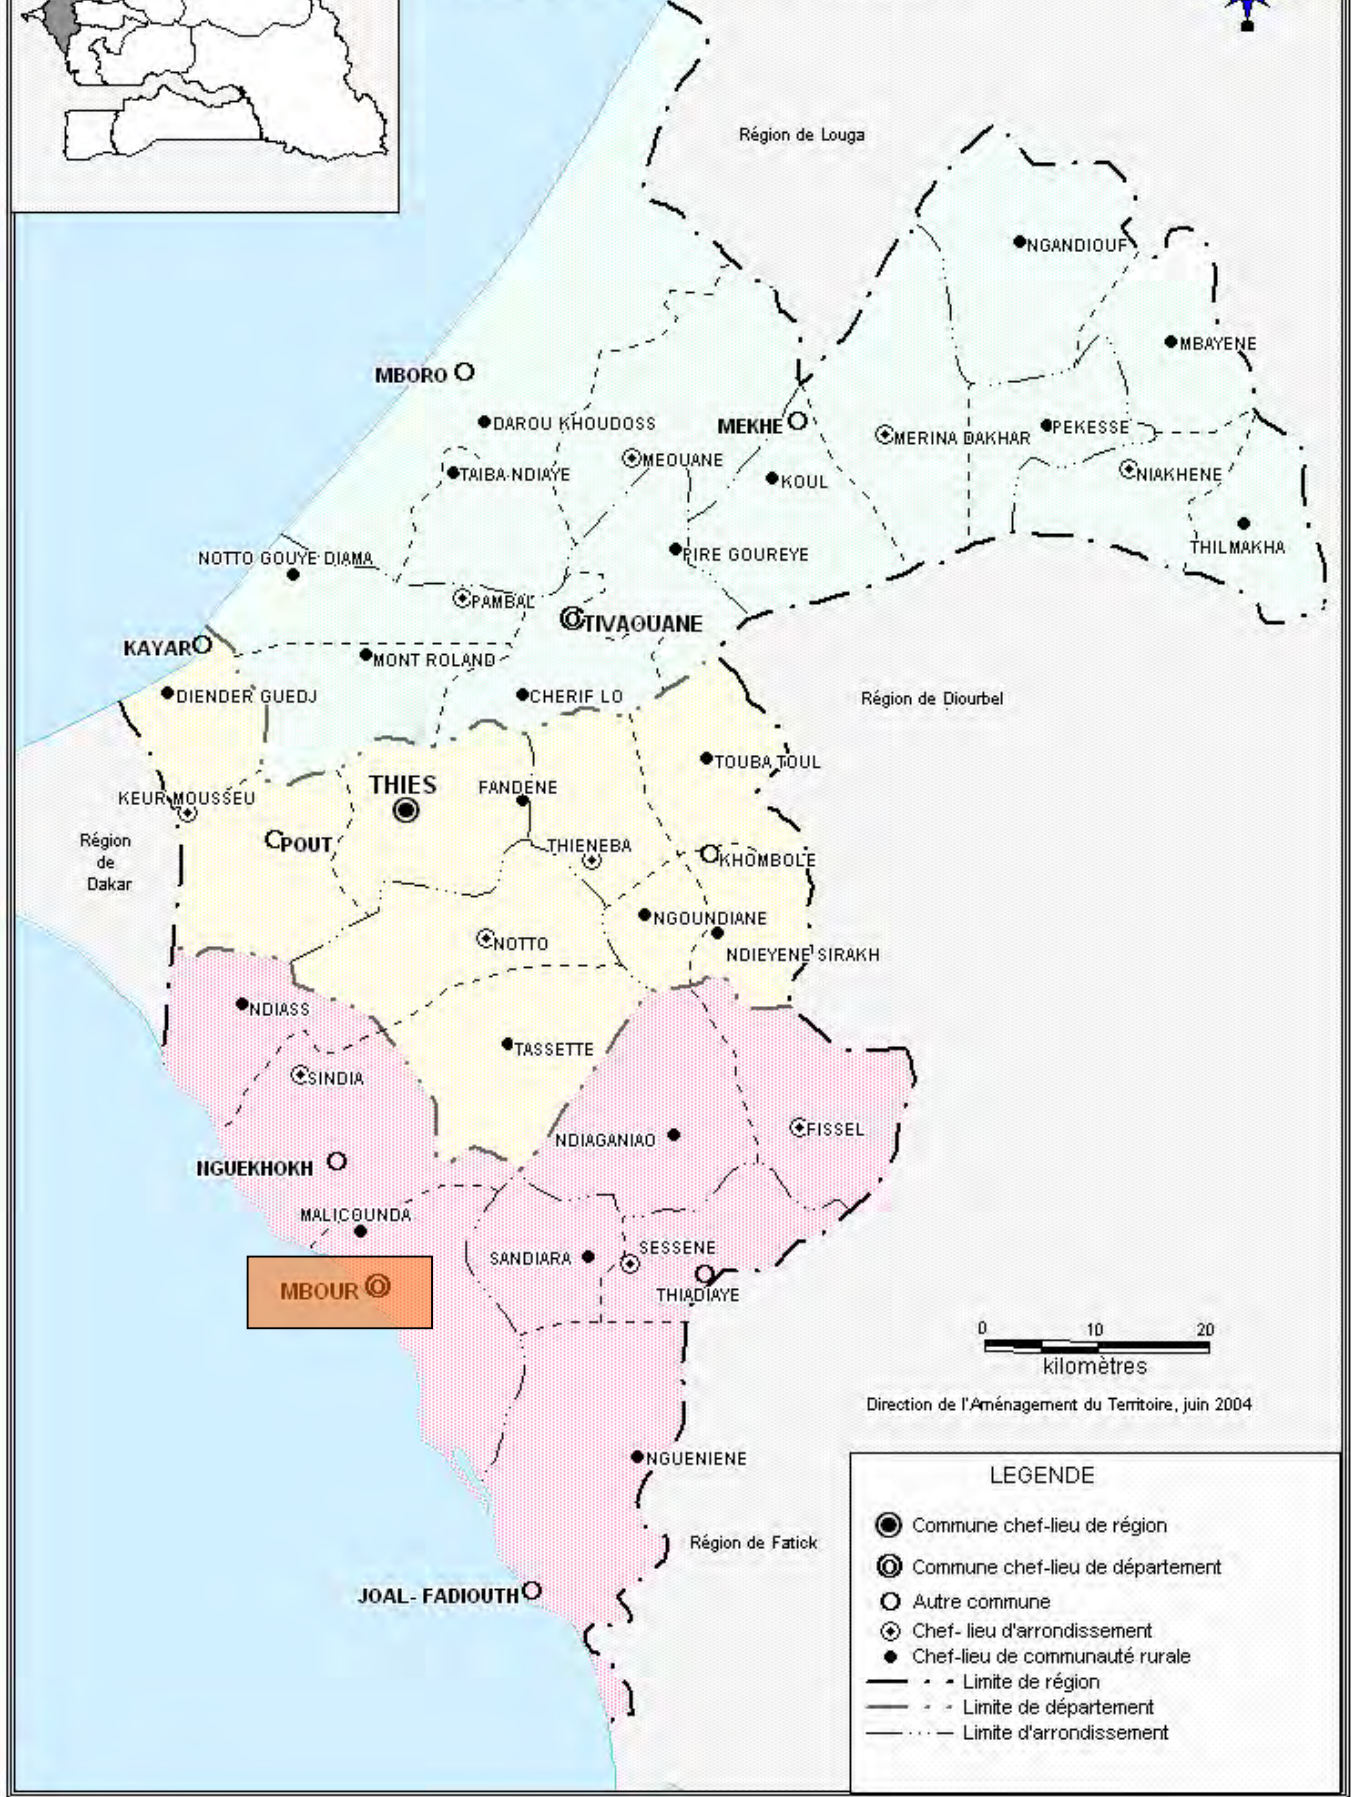 Région de Louga
NGANDIOUF
MBAYENE
MBORO
DAROU KHOUDOSS
MEKHE
MERINA DAKHAR
PEKESSE
MEOUANE
TAIBA NDIAYE
KOUL
NIAKHENE
THILMAKHA
NOTTO GOUYE DIAMA
PIRE GOUREYE
PAMBAL
TIVAOUANE
KAYAR
MONT ROLAND
DIENDER GUEDJ
CHERIF LO
Région de Diourbel
TOUBA TOUL
THIES
FANDENE
KEUR MOUSSEU
POUT
THIENEBA
KHOMBOLE
Région
de
Dakar
NGOUNDIANE
NOTTO
NDIEYENE SIRAKH
NDIASS
TASSETTE
SINDIA
NDIAGANIAO
FISSEL
NGUEKHOKH
MALICOUNDA
SANDIARA
SESSENE
MBOUR
THIADIAYE
0 10 20
kilomètres
Direction de l'Aménagement du Territoire, juin 2004
NGUENIENE
Région de Fatick
JOAL- FADIOUTH
LEGENDE
Commune chef-lieu de région
Commune chef-lieu de département
Autre commune
Chef- lieu d'arrondissement
Chef-lieu de communauté rurale
Limite de région
Limite de département
Limite d'arrondissement